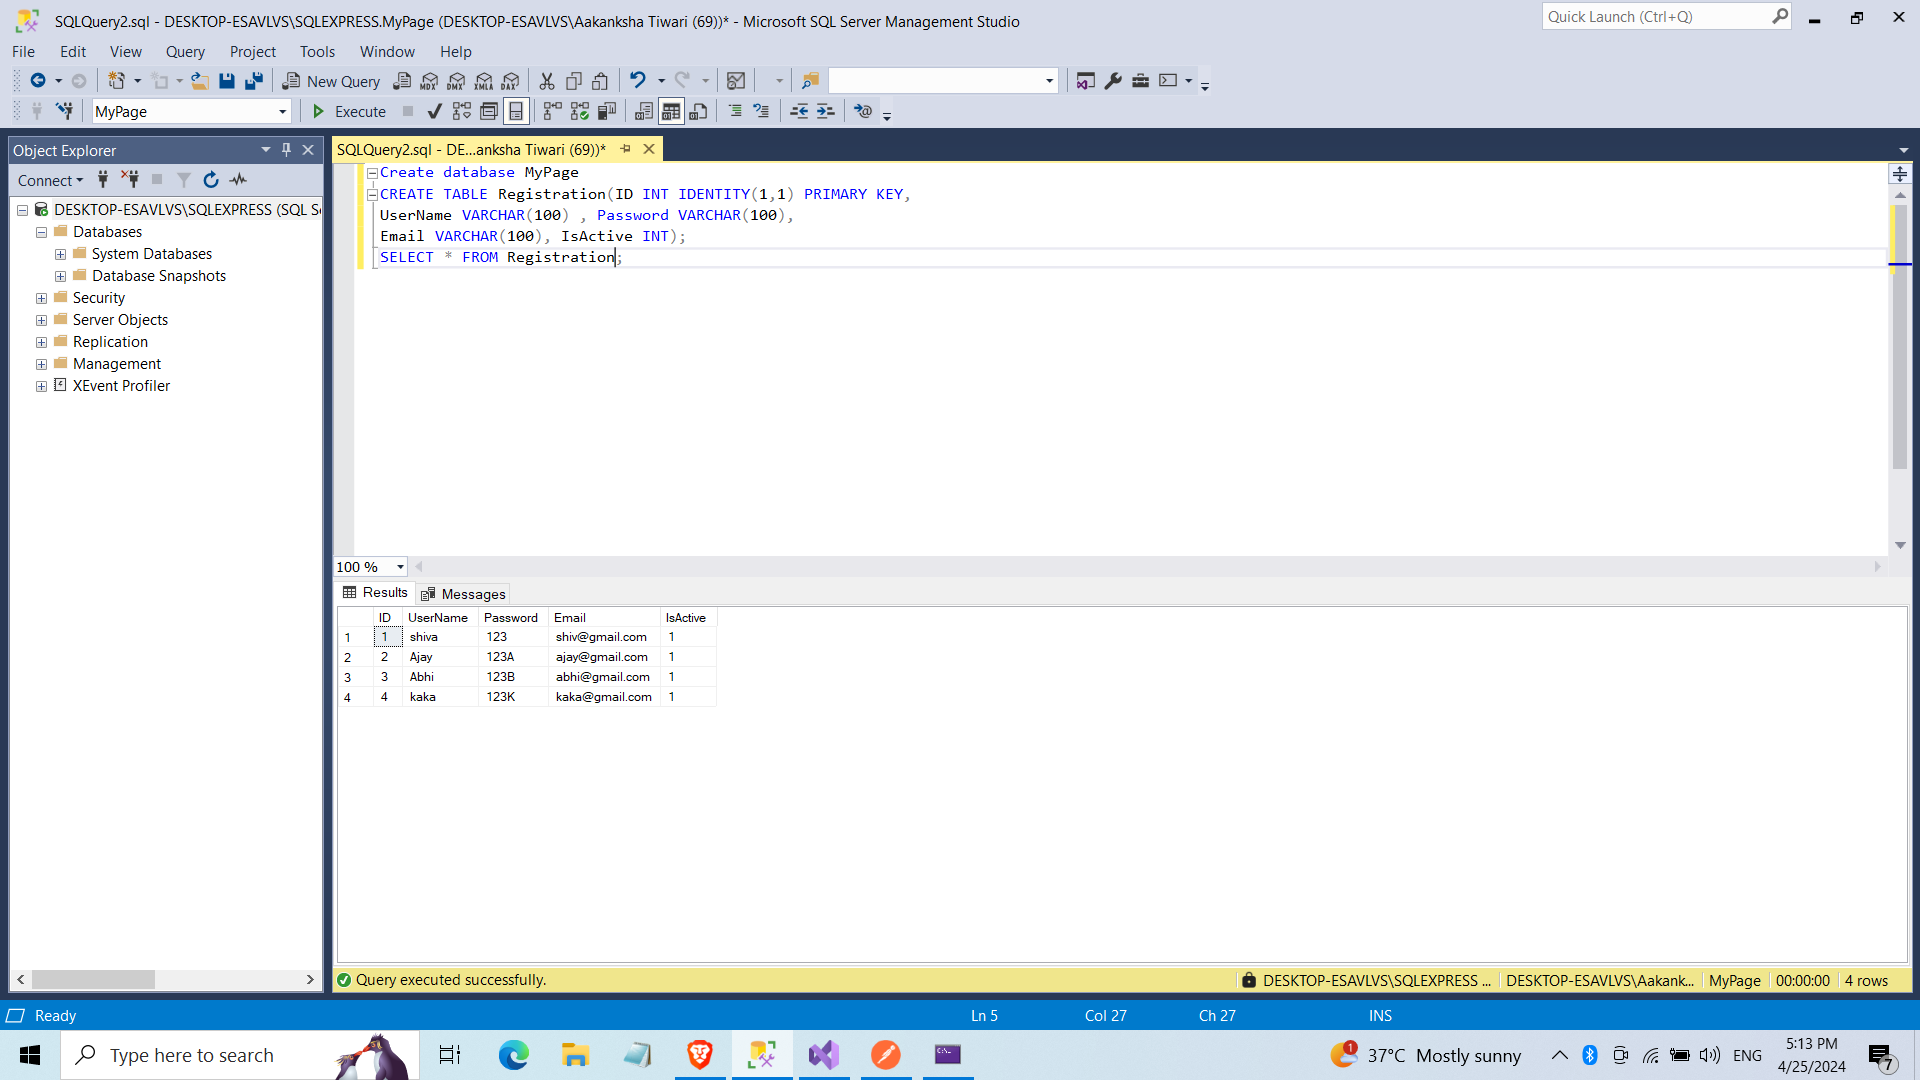 SQLQuery2.sql - DESKTOP-ESAVLVS\SQLEXPRESS.MyPage (DESKTOP-ESAVLVS\Aakanksha Tiwari (69))* - Microsoft SQL Server Management Studio
Quick Launch (Ctrl+Q)
File Edit View Query Project Tools Window Help
New Query MDX DMX XMLA DAX
MyPage Execute
Object Explorer
SQLQuery2.sql - DE...anksha Tiwari (69))*
Connect
DESKTOP-ESAVLVS\SQLEXPRESS (SQL S
Databases
System Databases
Database Snapshots
Security
Server Objects
Replication
Management
XEvent Profiler
Create database MyPage
CREATE TABLE Registration(ID INT IDENTITY(1,1) PRIMARY KEY,
UserName VARCHAR(100) , Password VARCHAR(100),
Email VARCHAR(100), IsActive INT);
SELECT * FROM Registration;
100 %
Results Messages
ID UserName Password Email IsActive
1 1 shiva 123 shiv@gmail.com 1
2 2 Ajay 123A ajay@gmail.com 1
3 3 Abhi 123B abhi@gmail.com 1
4 4 kaka 123K kaka@gmail.com 1
Query executed successfully. DESKTOP-ESAVLVS\SQLEXPRESS ... DESKTOP-ESAVLVS\Aakank... MyPage 00:00:00 4 rows
Ready Ln 5 Col 27 Ch 27 INS
Type here to search
1 37°C Mostly sunny ENG
5:13 PM
4/25/2024
7